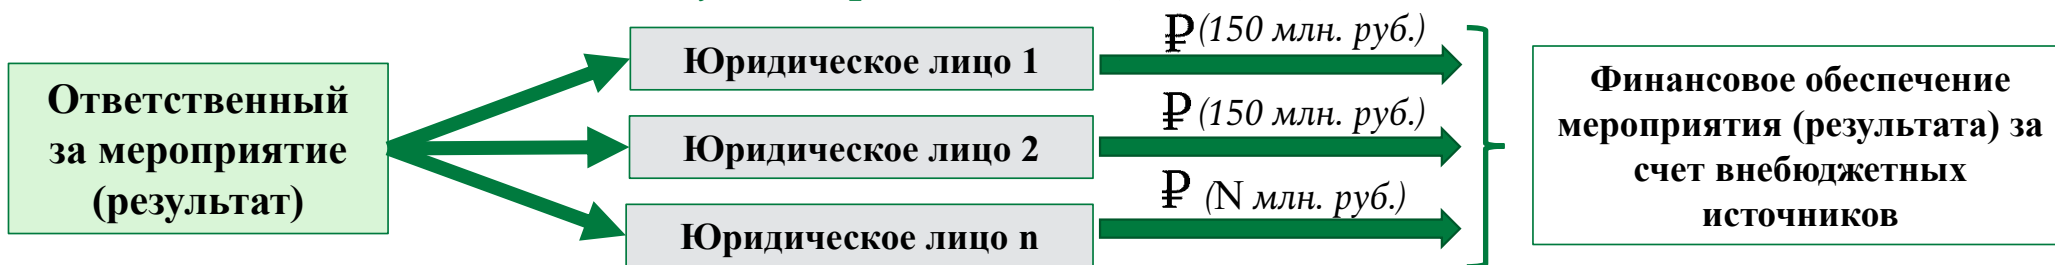 Ответственный
за мероприятие
(результат)
Юридическое лицо 1
Юридическое лицо 2
Юридическое лицо n
₽ (150 млн. руб.)
₽ (150 млн. руб.)
₽ (N млн. руб.)
Финансовое обеспечение
мероприятия (результата) за
счет внебюджетных
источников